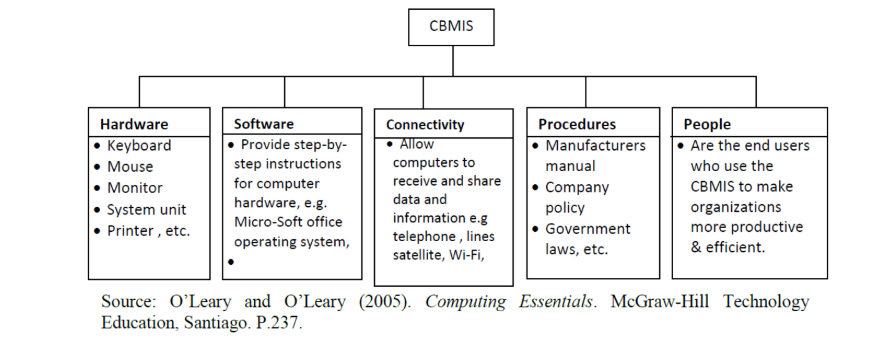 CBMIS
Hardware
• Keyboard
• Mouse
• Monitor
• System unit
• Printer , etc.
Software
• Provide step-by-
step instructions
for computer
hardware, e.g.
Micro-Soft office
operating system,
•
Connectivity
• Allow
computers to
receive and share
data and
information e.g
telephone , lines
satellite, Wi-Fi,
Procedures
• Manufacturers
manual
• Company
policy
• Government
laws, etc.
People
• Are the end users
who use the
CBMIS to make
organizations
more productive
& efficient.
Source: O’Leary and O’Leary (2005). Computing Essentials. McGraw-Hill Technology
Education, Santiago. P.237.